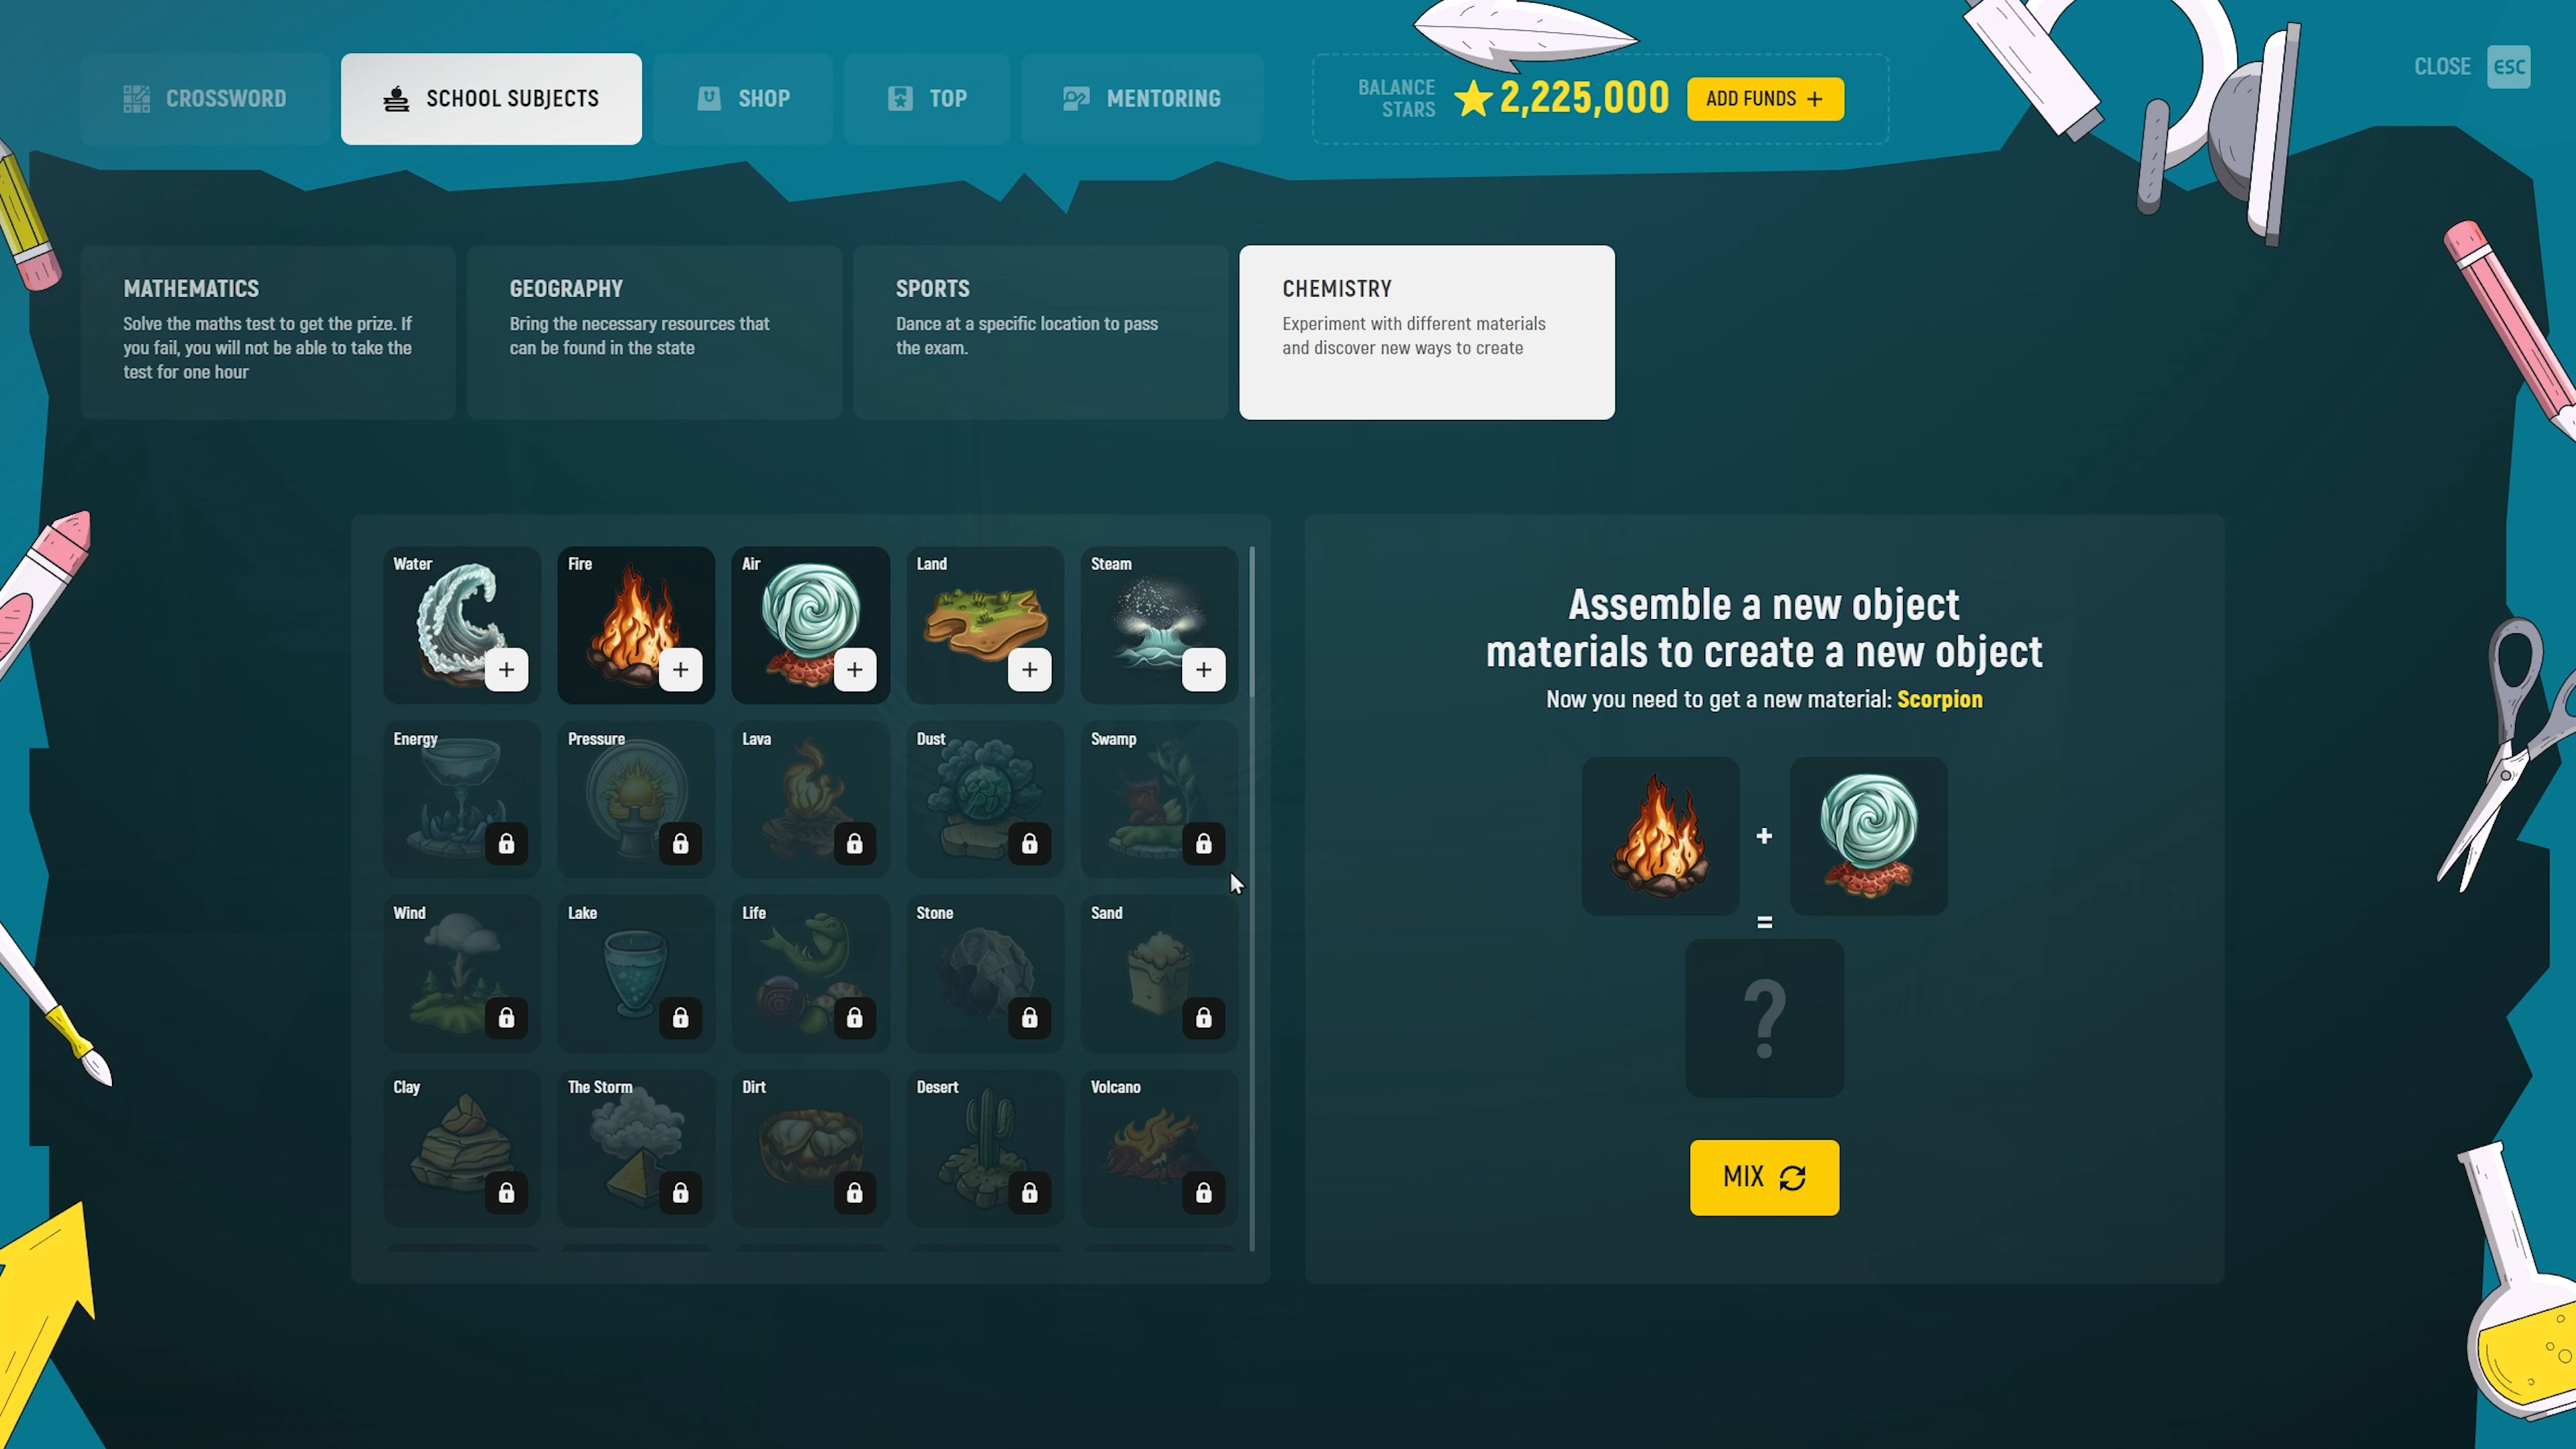 CROSSWORD
SCHOOL SUBJECTS
SHOP
TOP
MENTORING
BALANCE
STARS
2,225,000
ADD FUNDS +
CLOSE
ESC
MATHEMATICS
Solve the maths test to get the prize. If
you fail, you will not be able to take the
test for one hour
GEOGRAPHY
Bring the necessary resources that
can be found in the state
SPORTS
Dance at a specific location to pass
the exam.
CHEMISTRY
Experiment with different materials
and discover new ways to create
Water
Fire
Air
Land
Steam
Energy
Pressure
Lava
Dust
Swamp
Wind
Lake
Life
Stone
Sand
Clay
The Storm
Dirt
Desert
Volcano
Assemble a new object
materials to create a new object
Now you need to get a new material: Scorpion
+
=
?
MIX